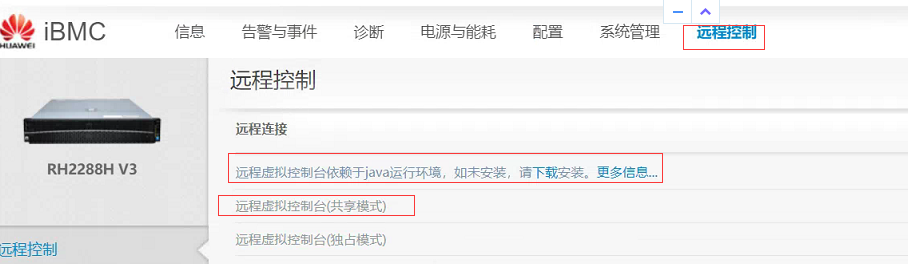 HUAWEI iBMC 信息 告警与事件 诊断 电源与能耗 配置 系统管理 远程控制
远程控制
远程连接
RH2288H V3
远程虚拟控制台依赖于java运行环境，如未安装，请下载安装。更多信息...
远程虚拟控制台(共享模式)
远程虚拟控制台(独占模式)
远程控制